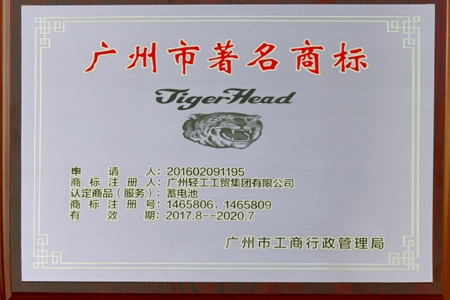 广州市著名商标
Tiger Head
申请人：201602091195
商标注册人：广州轻工工贸集团有限公司
认定商品（服务）：蓄电池
商标注册号：1465806，1465809
有效期：2017.8--2020.7
广州市工商行政管理局